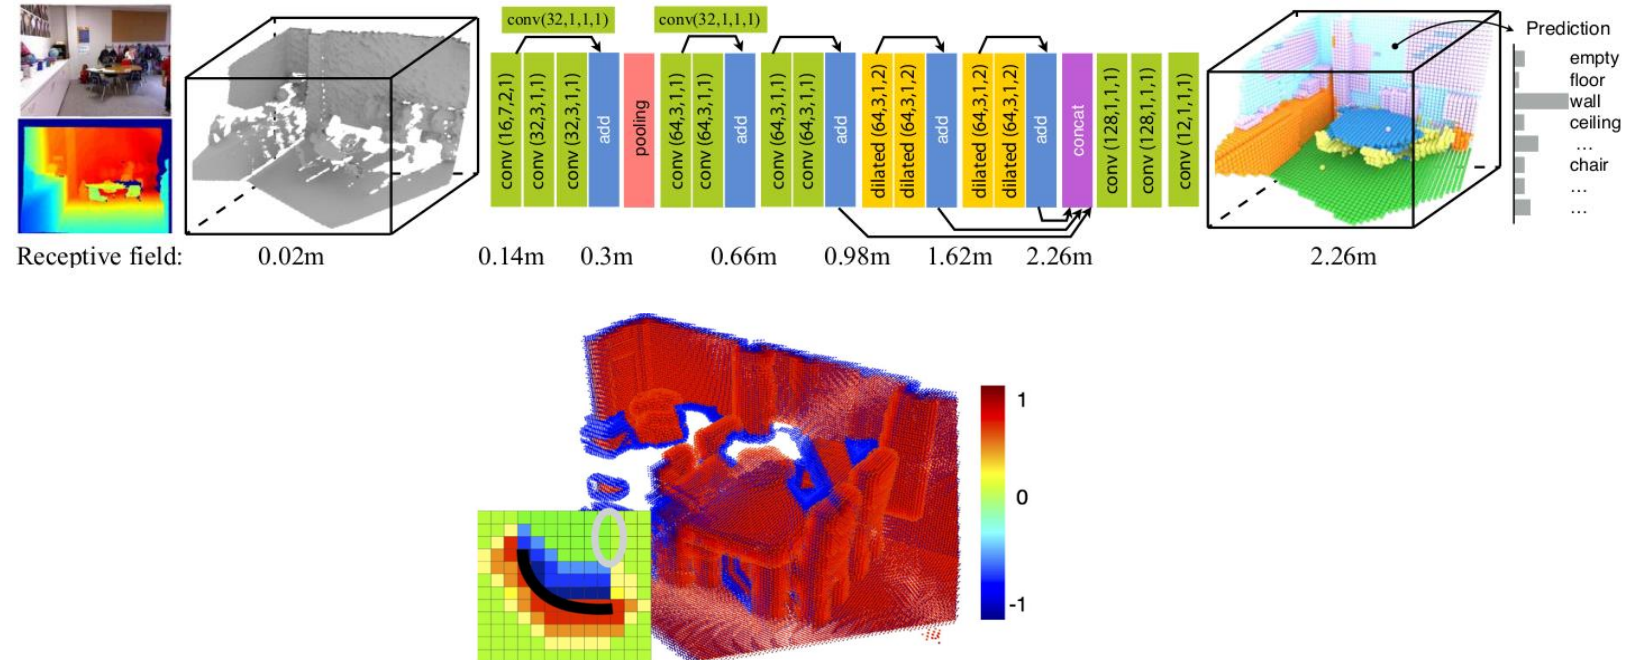 conv(32,1,1,1)
conv(32,1,1,1)
conv (16,7,2,1)
conv (32,3,1,1)
conv (32,3,1,1)
add
pooling
conv (64,3,1,1)
conv (64,3,1,1)
add
conv (64,3,1,1)
conv (64,3,1,1)
add
dilated (64,3,1,2)
dilated (64,3,1,2)
add
dilated (64,3,1,2)
dilated (64,3,1,2)
add
concat
conv (128,1,1,1)
conv (128,1,1,1)
conv (12,1,1,1)
Prediction
empty
floor
wall
ceiling
...
chair
...
...
Receptive field: 0.02m 0.14m 0.3m 0.66m 0.98m 1.62m 2.26m 2.26m
1
0
-1